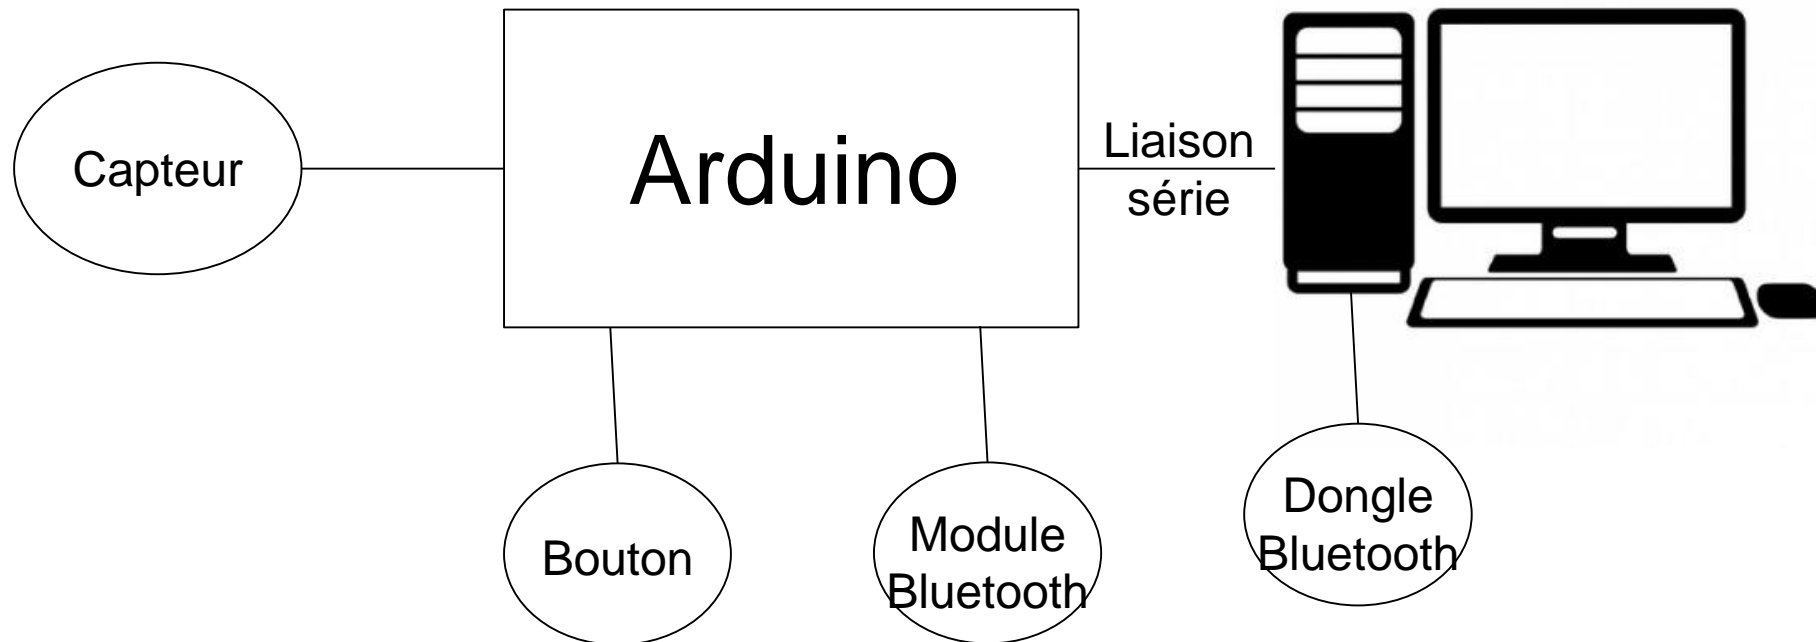 Capteur
Arduino
Liaison
série
Bouton
Module
Bluetooth
Dongle
Bluetooth